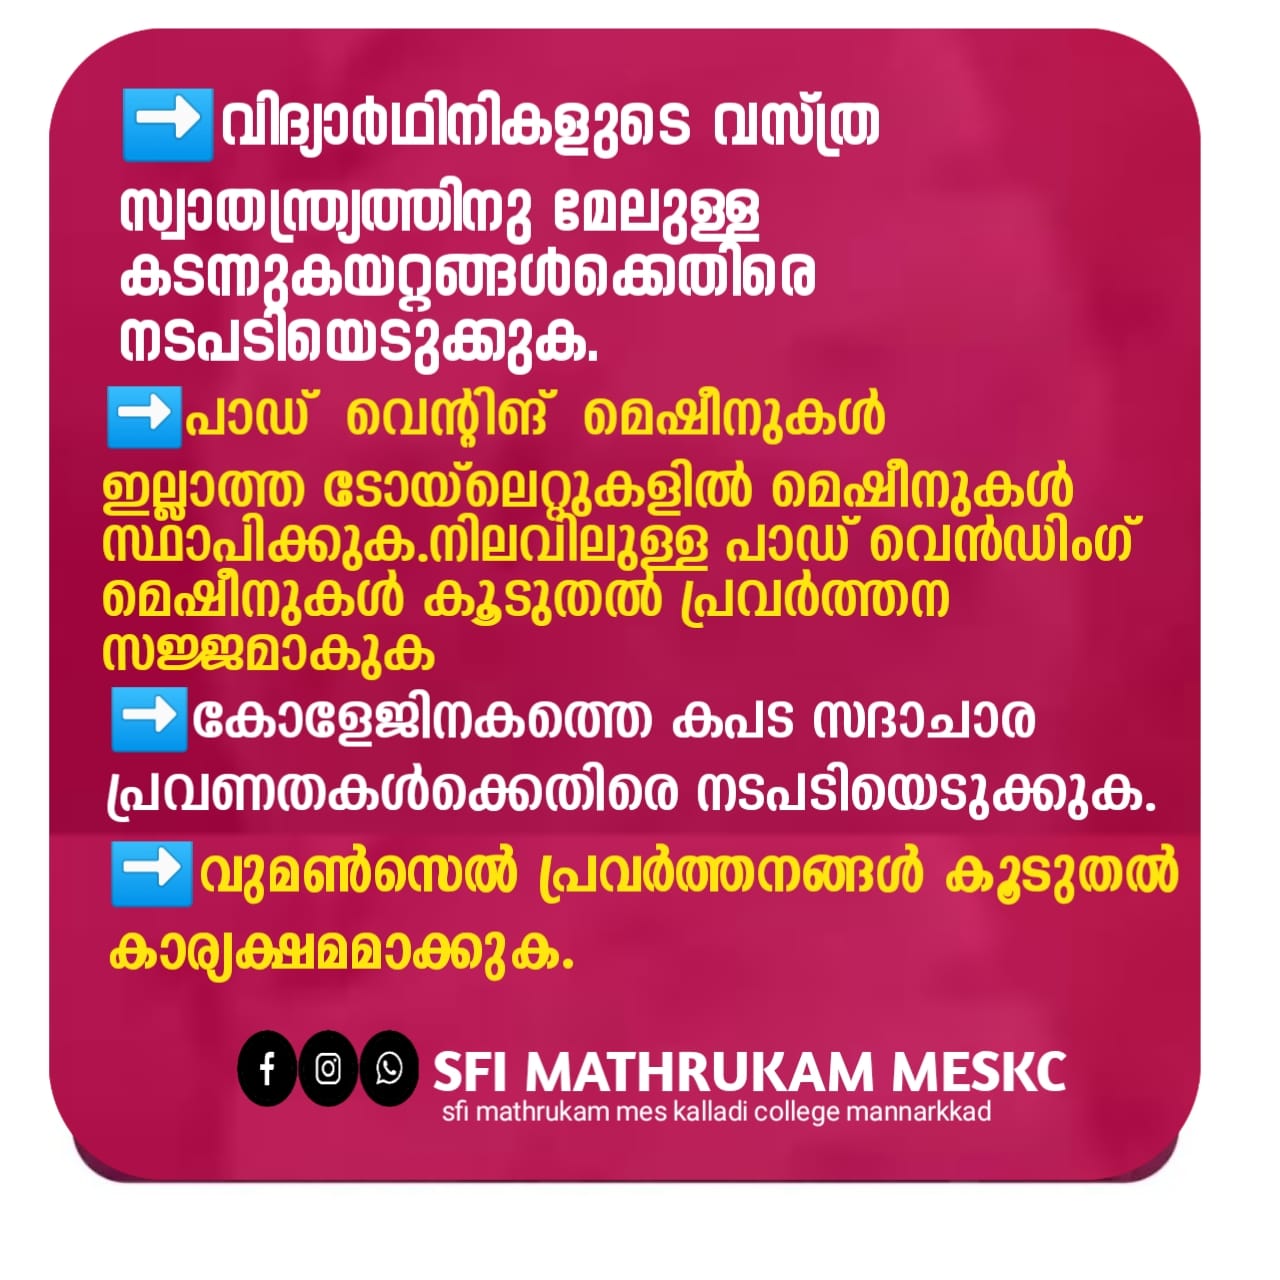 ➡️വിദ്യാർഥിനികളുടെ വസ്ത്ര
സ്വാതന്ത്ര്യത്തിനു മേലുള്ള
കടന്നുകയറ്റങ്ങൾക്കെതിരെ
നടപടിയെടുക്കുക.
➡️പാഡ് വെന്റിങ് മെഷീനുകൾ
ഇല്ലാത്ത ടോയ്ലെറ്റുകളിൽ മെഷീനുകൾ
സ്ഥാപിക്കുക.നിലവിലുള്ള പാഡ് വെൻഡിംഗ്
മെഷീനുകൾ കൂടുതൽ പ്രവർത്തന
സജ്ജമാകുക
➡️കോളേജിനകത്തെ കപട സദാചാര
പ്രവണതകൾക്കെതിരെ നടപടിയെടുക്കുക.
➡️വുമൺസെൽ പ്രവർത്തനങ്ങൾ കൂടുതൽ
കാര്യക്ഷമമാക്കുക.
SFI MATHRUKAM MESKC
sfi mathrukam mes kalladi college mannarkkad